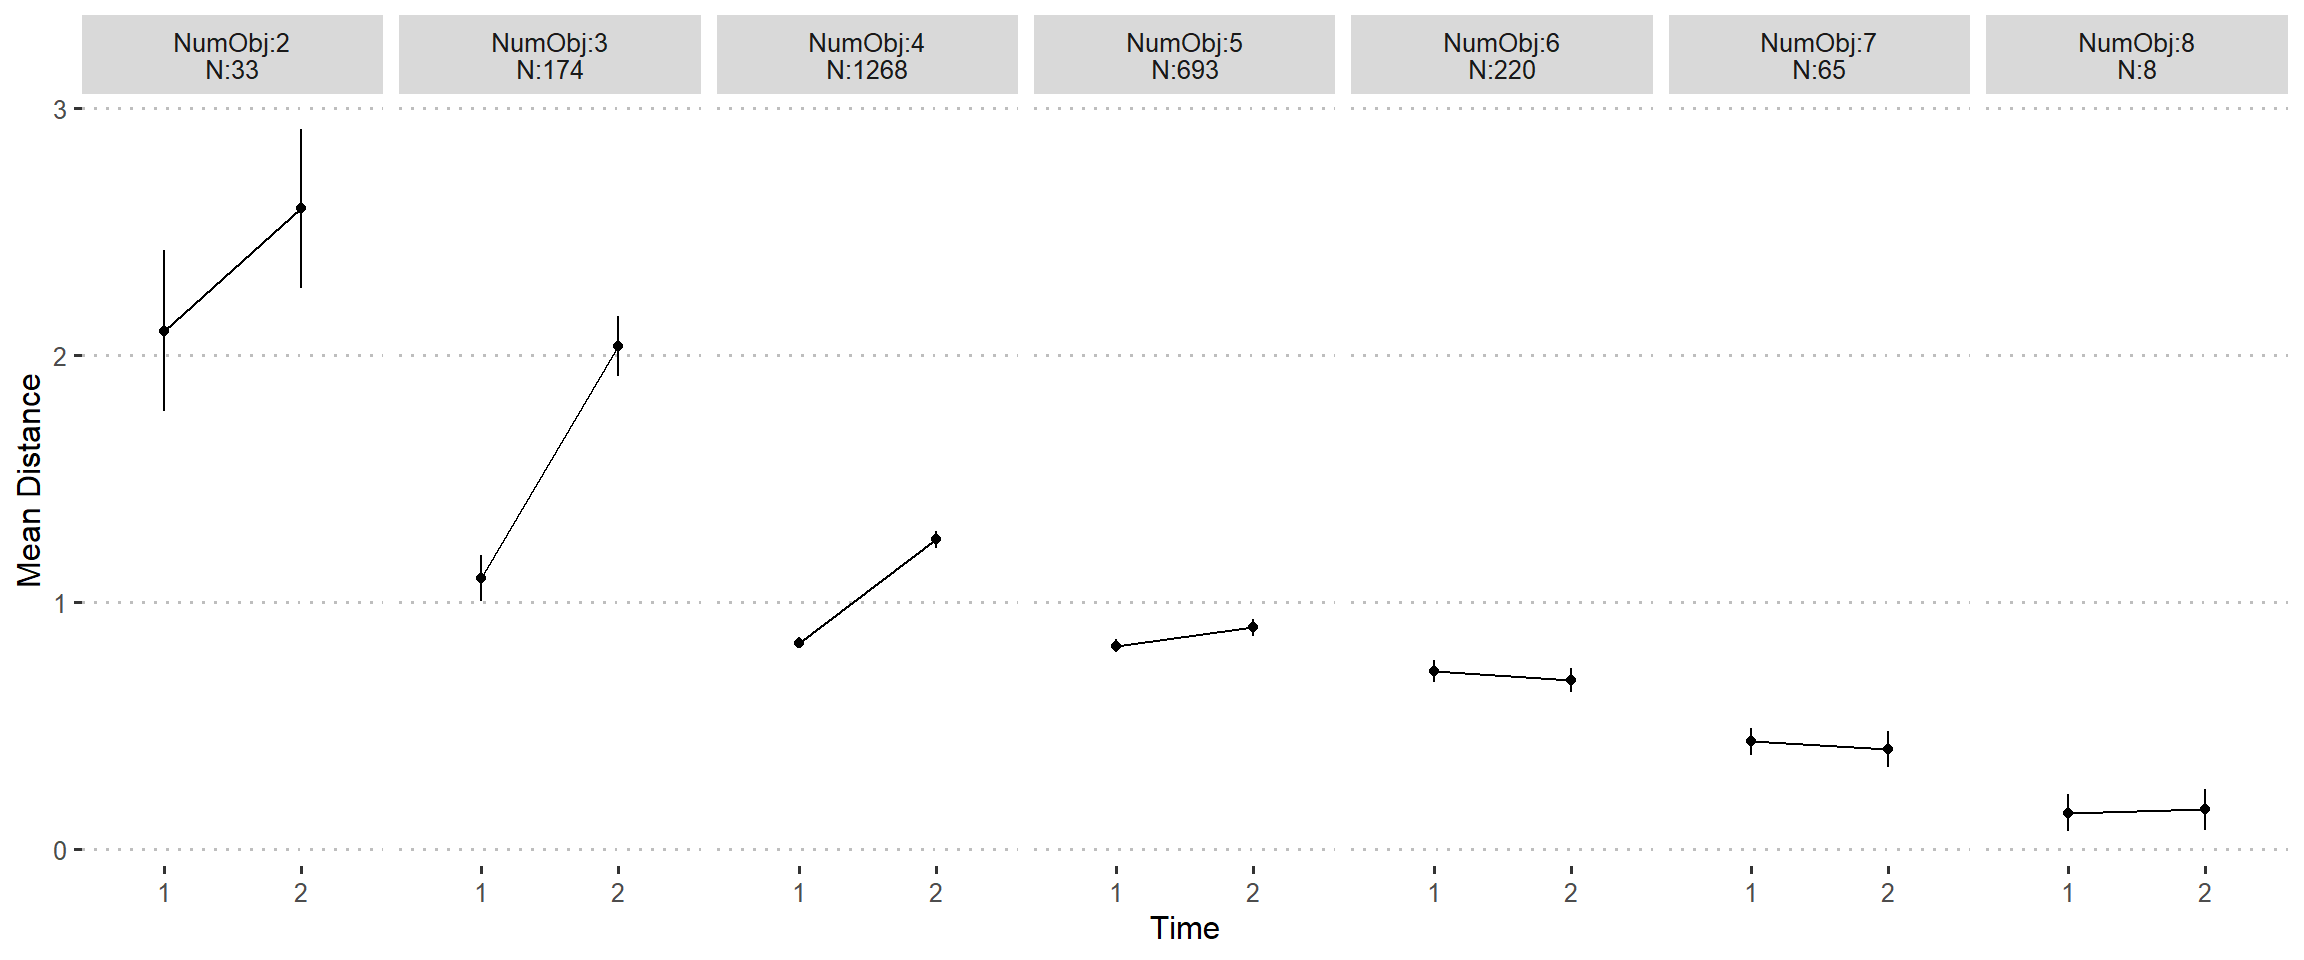 NumObj:2 NumObj:3 NumObj:4 NumObj:5 NumObj:6 NumObj:7 NumObj:8
N:33 N:174 N:1268 N:693 N:220 N:65 N:8
3
2
1
0
Mean Distance
1 2 1 2 1 2 1 2 1 2 1 2 1 2
Time